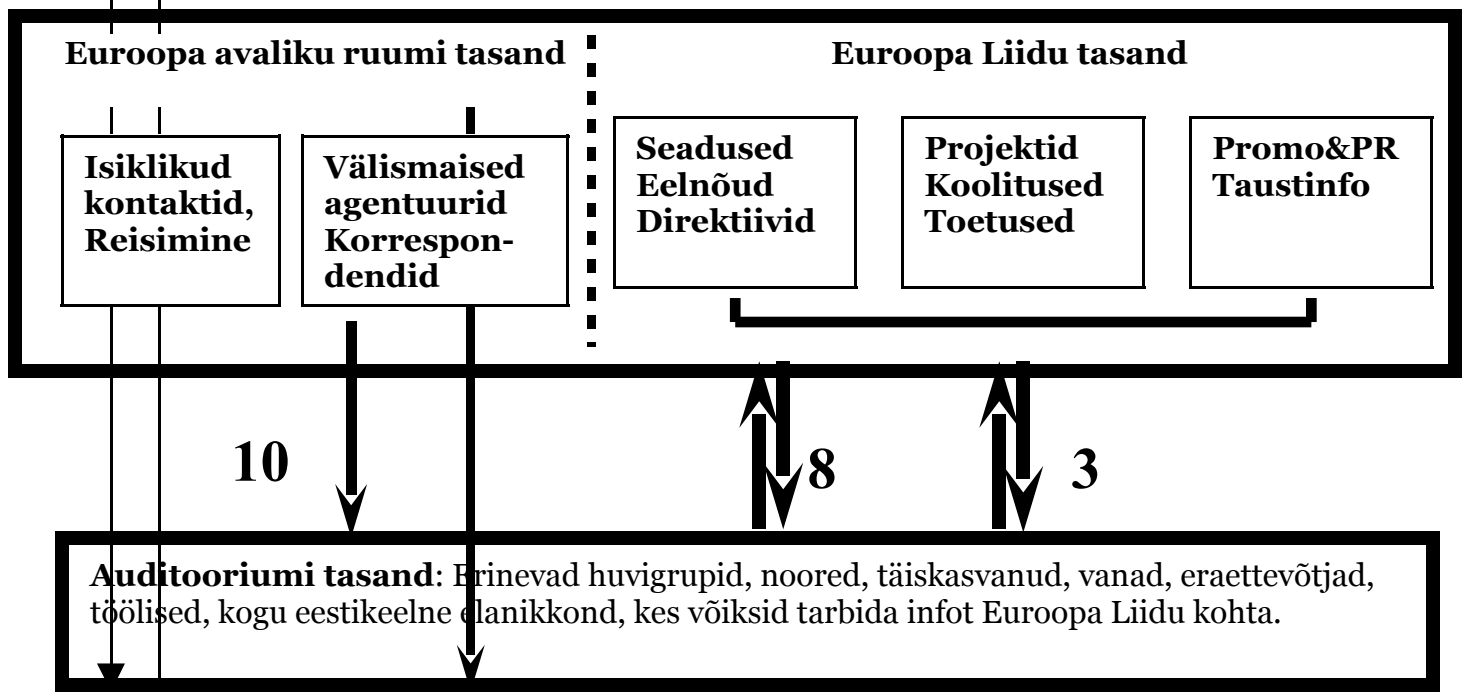 Euroopa avaliku ruumi tasand
Euroopa Liidu tasand
Isiklikud
kontaktid,
Reisimine
Välismaised
agentuurid
Korrespon-
dendid
Seadused
Eelnõud
Direktiivid
Projektid
Koolitused
Toetused
Promo&PR
Taustinfo
10
8
3
Auditooriumi tasand: Erinevad huvigrupid, noored, täiskasvanud, vanad, eraettevõtjad,
töölised, kogu eestikeelne elanikkond, kes võiksid tarbida infot Euroopa Liidu kohta.